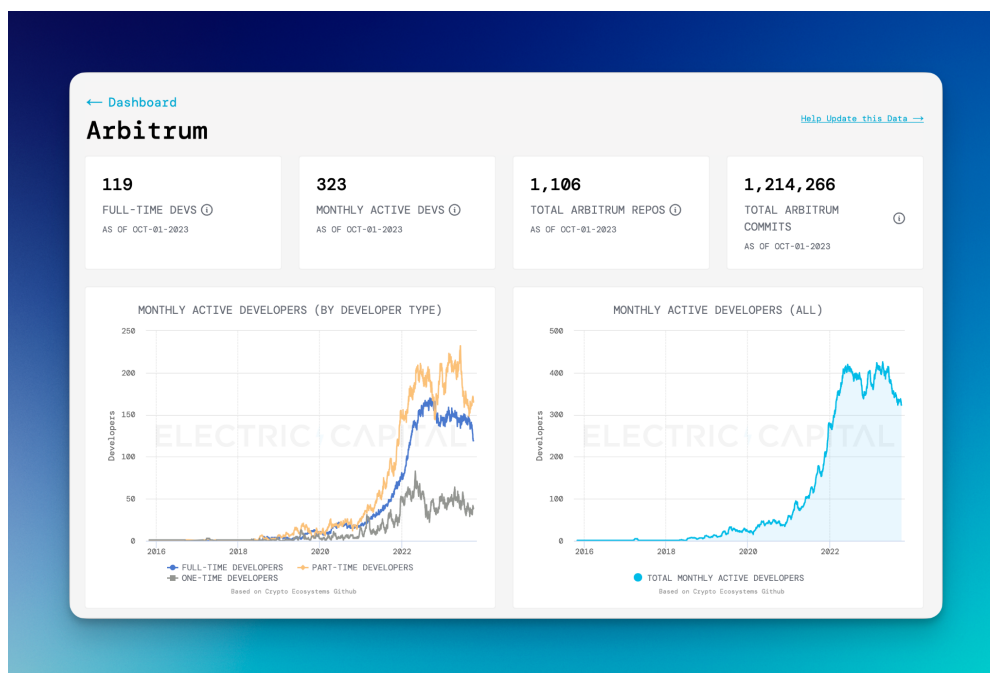 ← Dashboard
Arbitrum
Help Update this Data →
119
FULL-TIME DEVS
AS OF OCT-01-2023
323
MONTHLY ACTIVE DEVS
AS OF OCT-01-2023
1,106
TOTAL ARBITRUM REPOS
AS OF OCT-01-2023
1,214,266
TOTAL ARBITRUM
COMMITS
AS OF OCT-01-2023
MONTHLY ACTIVE DEVELOPERS (BY DEVELOPER TYPE)
250
200
150
100
50
0
Developers
ELECTRIC CAPITAL
2016 2018 2020 2022
FULL-TIME DEVELOPERS PART-TIME DEVELOPERS
ONE-TIME DEVELOPERS
Based on Crypto Ecosystems Github
MONTHLY ACTIVE DEVELOPERS (ALL)
500
400
300
200
100
0
Developers
ELECTRIC CAPITAL
2016 2018 2020 2022
TOTAL MONTHLY ACTIVE DEVELOPERS
Based on Crypto Ecosystems Github